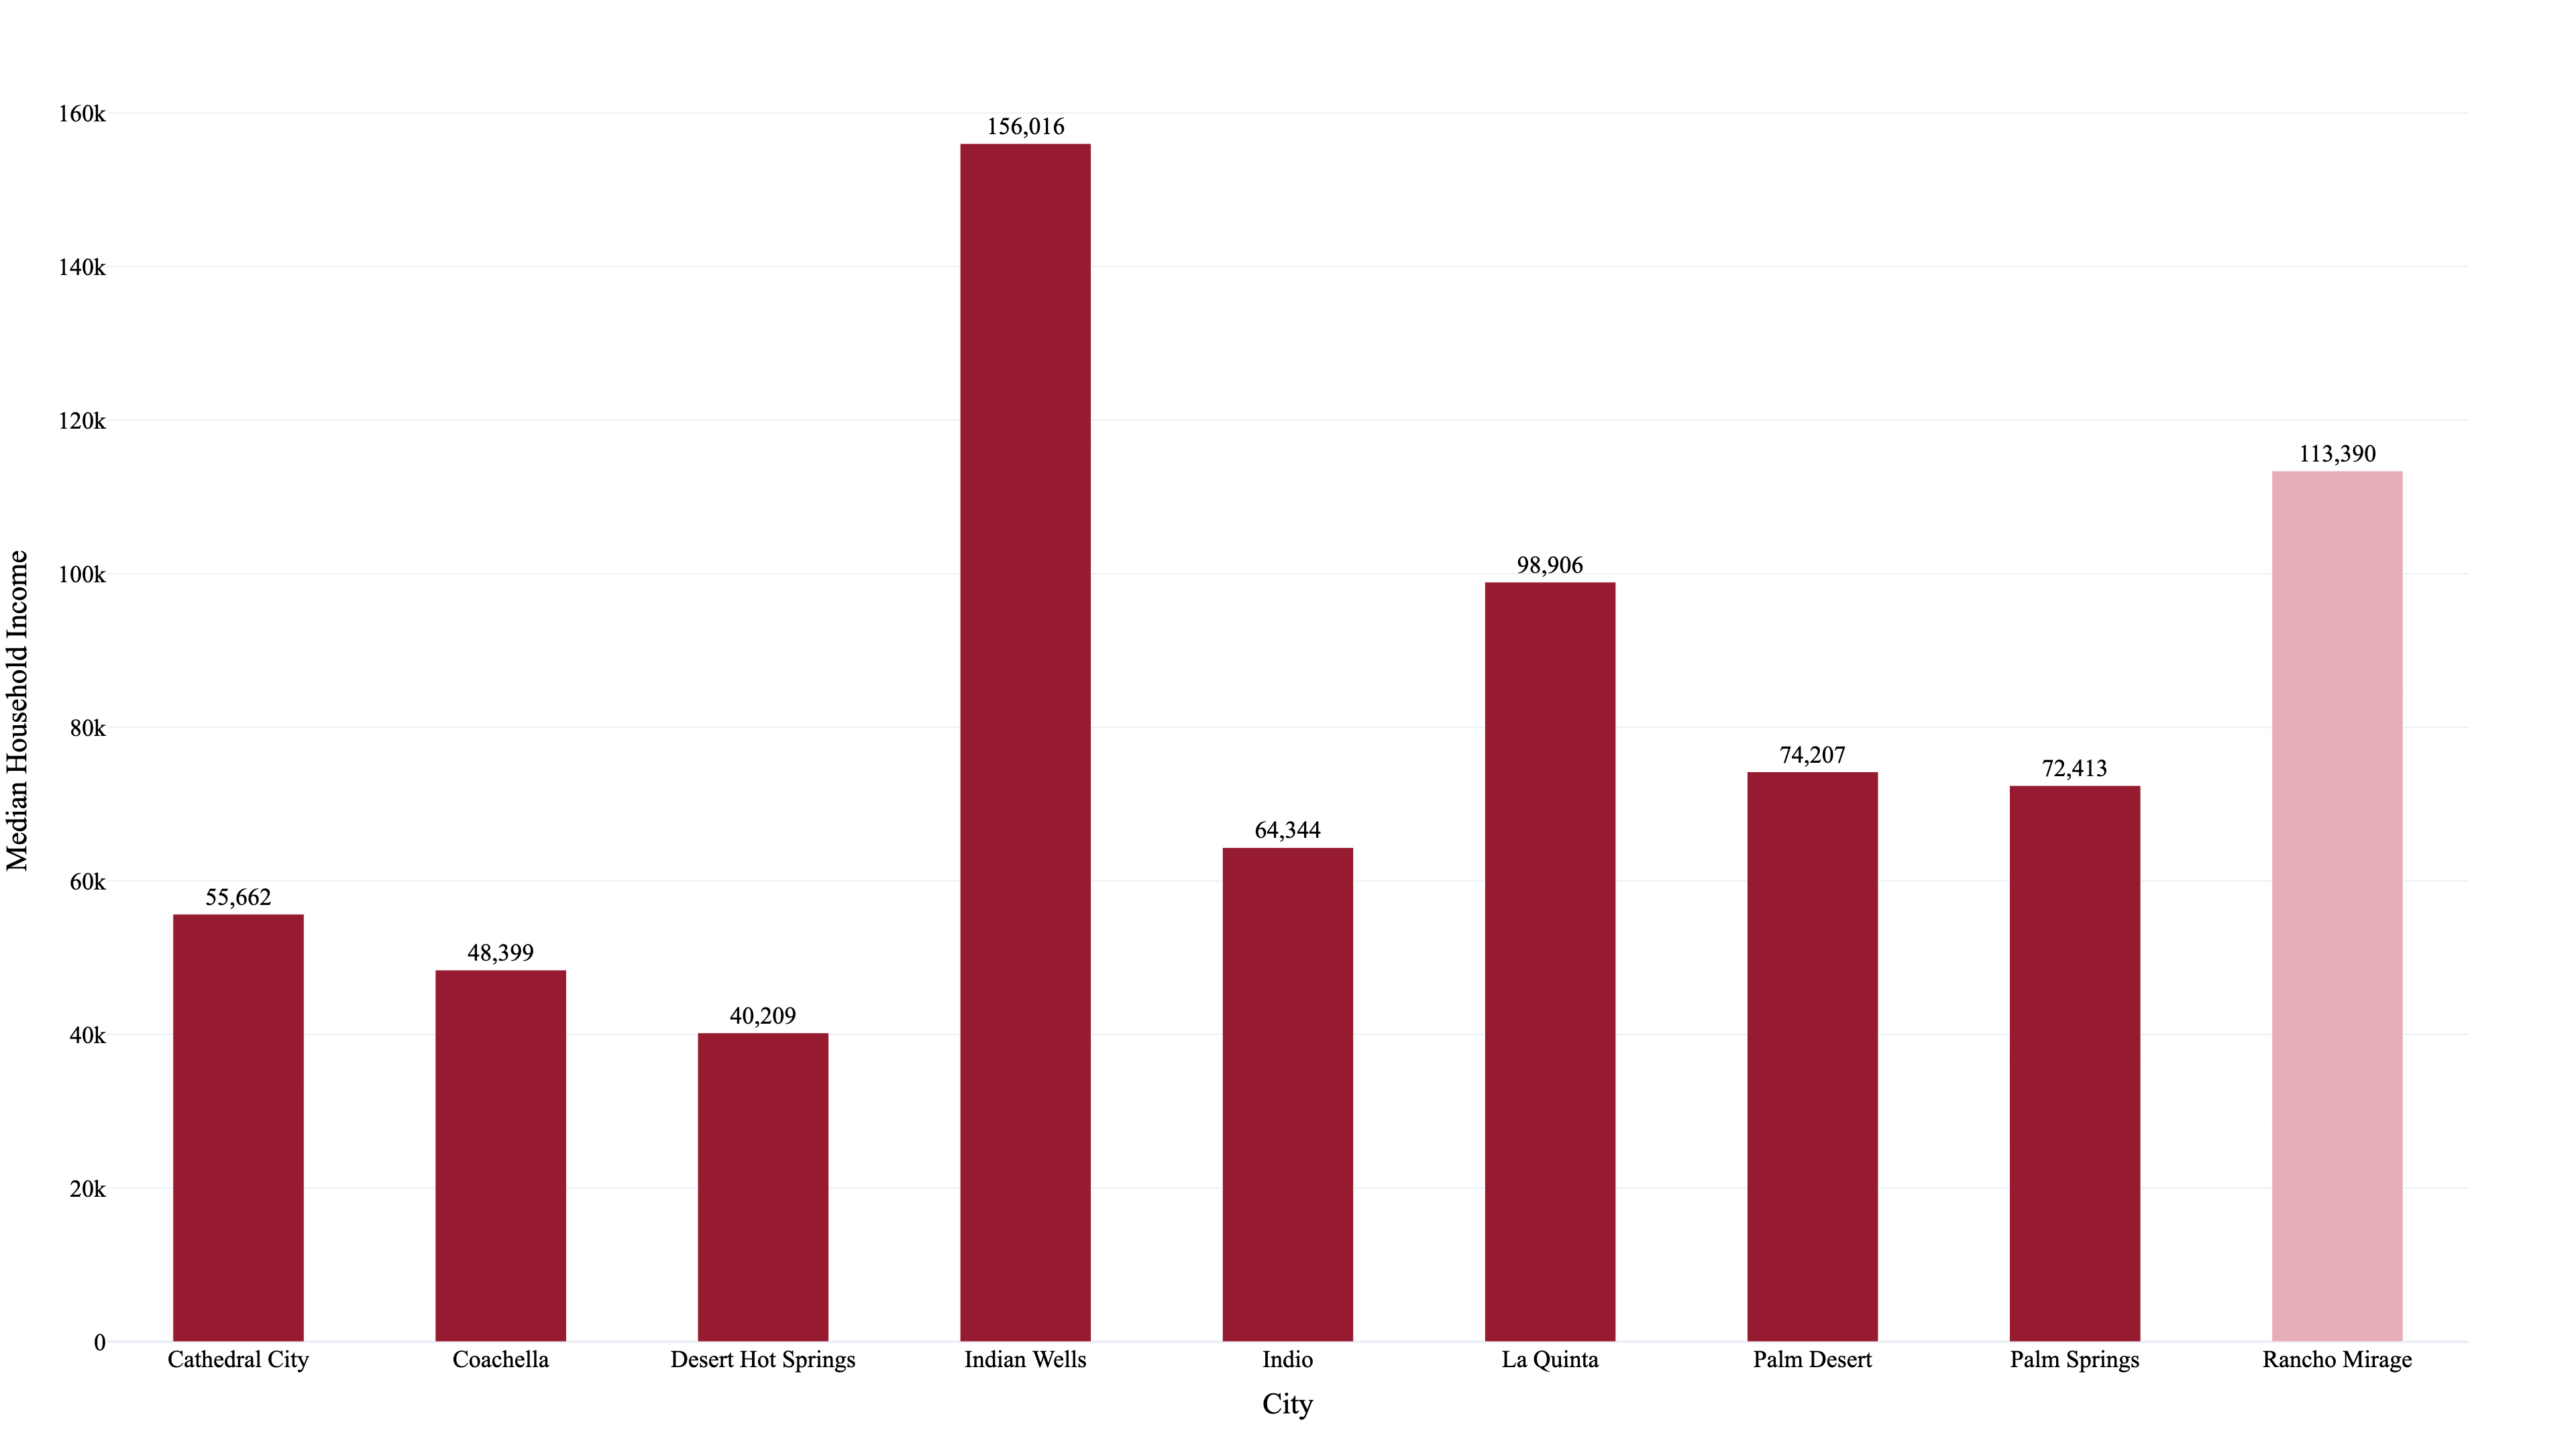 160k
140k
120k
100k
80k
60k
40k
20k
0
Median Household Income
55,662
48,399
40,209
156,016
64,344
98,906
74,207
72,413
113,390
Cathedral City
Coachella
Desert Hot Springs
Indian Wells
Indio
La Quinta
Palm Desert
Palm Springs
Rancho Mirage
City